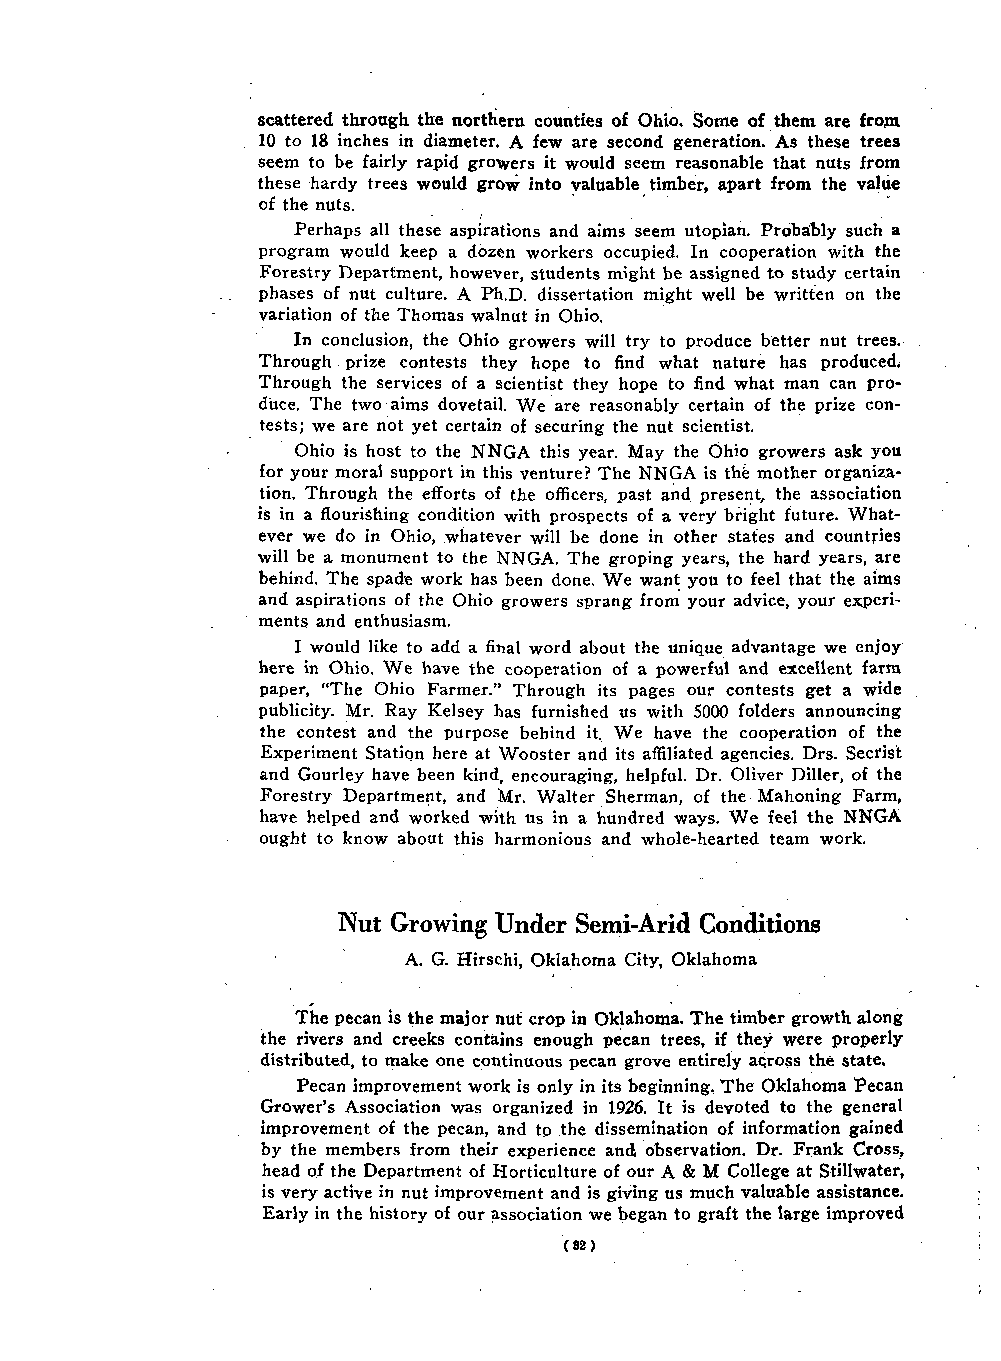 scattered through the northern counties of Ohio. Some of them are from
10 to 18 inches in diameter. A few are second generation. As these trees
seem to be fairly rapid growers it would seem reasonable that nuts from
these hardy trees would grow into valuable timber, apart from the value
of the nuts.
Perhaps all these aspirations and aims seem utopian. Probably such a
program would keep a dozen workers occupied. In cooperation with the
Forestry Department, however, students might be assigned to study certain
phases of nut culture. A Ph.D. dissertation might well be written on the
variation of the Thomas walnut in Ohio.
In conclusion, the Ohio growers will try to produce better nut trees.
Through prize contests they hope to find what nature has produced.
Through the services of a scientist they hope to find what man can pro-
duce. The two aims dovetail. We are reasonably certain of the prize con-
tests; we are not yet certain of securing the nut scientist.
Ohio is host to the NNGA this year. May the Ohio growers ask you
for your moral support in this venture? The NNGA is the mother organiza-
tion. Through the efforts of the officers, past and present, the association
is in a flourishing condition with prospects of a very bright future. What-
ever we do in Ohio, whatever will be done in other states and countries
will be a monument to the NNGA. The groping years, the hard years, are
behind. The spade work has been done. We want you to feel that the aims
and aspirations of the Ohio growers sprang from your advice, your experi-
ments and enthusiasm.
I would like to add a final word about the unique advantage we enjoy
here in Ohio. We have the cooperation of a powerful and excellent farm
paper, "The Ohio Farmer." Through its pages our contests get a wide
publicity. Mr. Ray Kelsey has furnished us with 5000 folders announcing
the contest and the purpose behind it. We have the cooperation of the
Experiment Station here at Wooster and its affiliated agencies. Drs. Secrist
and Gourley have been kind, encouraging, helpful. Dr. Oliver Diller, of the
Forestry Department, and Mr. Walter Sherman, of the Mahoning Farm,
have helped and worked with us in a hundred ways. We feel the NNGA
ought to know about this harmonious and whole-hearted team work.
Nut Growing Under Semi-Arid Conditions
A. G. Hirschi, Oklahoma City, Oklahoma
The pecan is the major nut crop in Oklahoma. The timber growth along
the rivers and creeks contains enough pecan trees, if they were properly
distributed, to make one continuous pecan grove entirely across the state.
Pecan improvement work is only in its beginning. The Oklahoma Pecan
Grower's Association was organized in 1926. It is devoted to the general
improvement of the pecan, and to the dissemination of information gained
by the members from their experience and observation. Dr. Frank Cross,
head of the Department of Horticulture of our A & M College at Stillwater,
is very active in nut improvement and is giving us much valuable assistance.
Early in the history of our association we began to graft the large improved
(82)